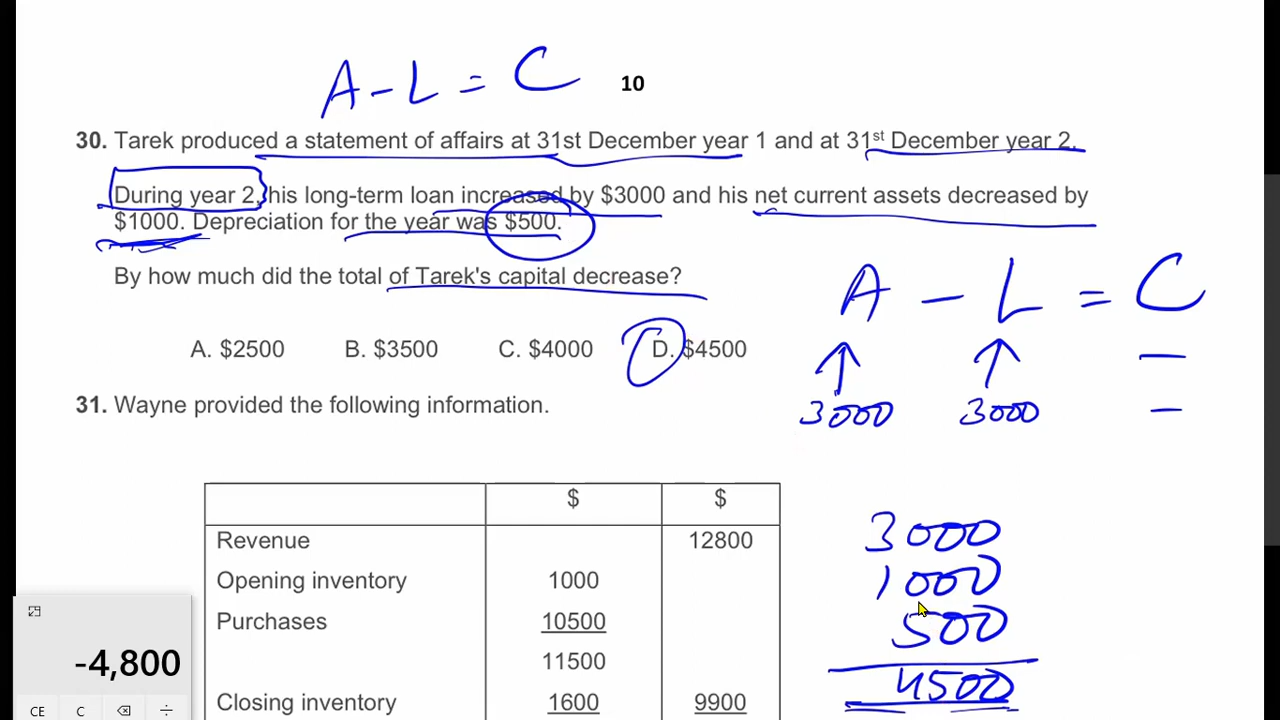 A - L = C
10
30. Tarek produced a statement of affairs at 31st December year 1 and at 31st December year 2.
During year 2, his long-term loan increased by $3000 and his net current assets decreased by
$1000. Depreciation for the year was $500.
By how much did the total of Tarek's capital decrease?
A - L = C
A. $2500 B. $3500 C. $4000 D. $4500
↑ ↑ —
31. Wayne provided the following information.
3000 3000 —
$ $
3000
Revenue 12800
1000
Opening inventory 1000
500
Purchases 10500
11500
-4,800
4500
Closing inventory 1600 9900
CE C ⌫ ÷